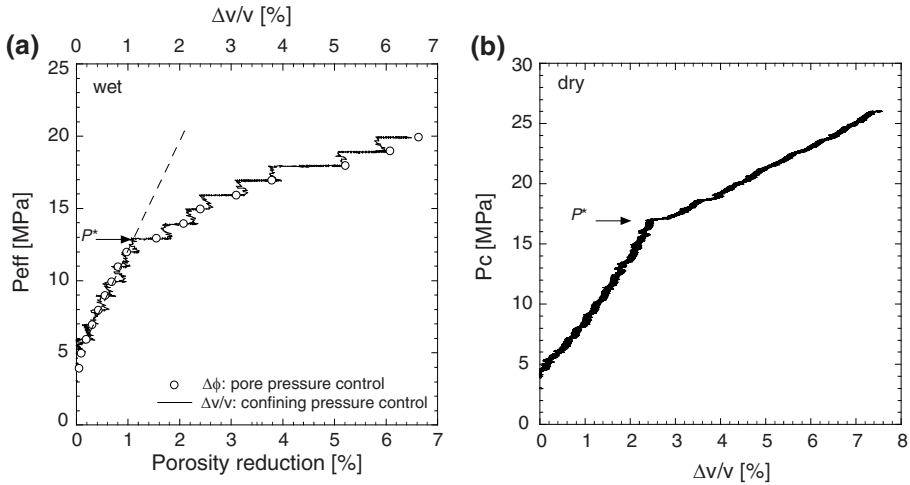 Δv/v [%]
0 1 2 3 4 5 6 7
(a)
wet
25
20
15
10
5
0
Peff [MPa]
P*
Δϕ: pore pressure control
Δv/v: confining pressure control
0 1 2 3 4 5 6 7
Porosity reduction [%]
(b)
dry
30
25
20
15
10
5
0
Pc [MPa]
P*
0 1 2 3 4 5 6 7 8
Δv/v [%]